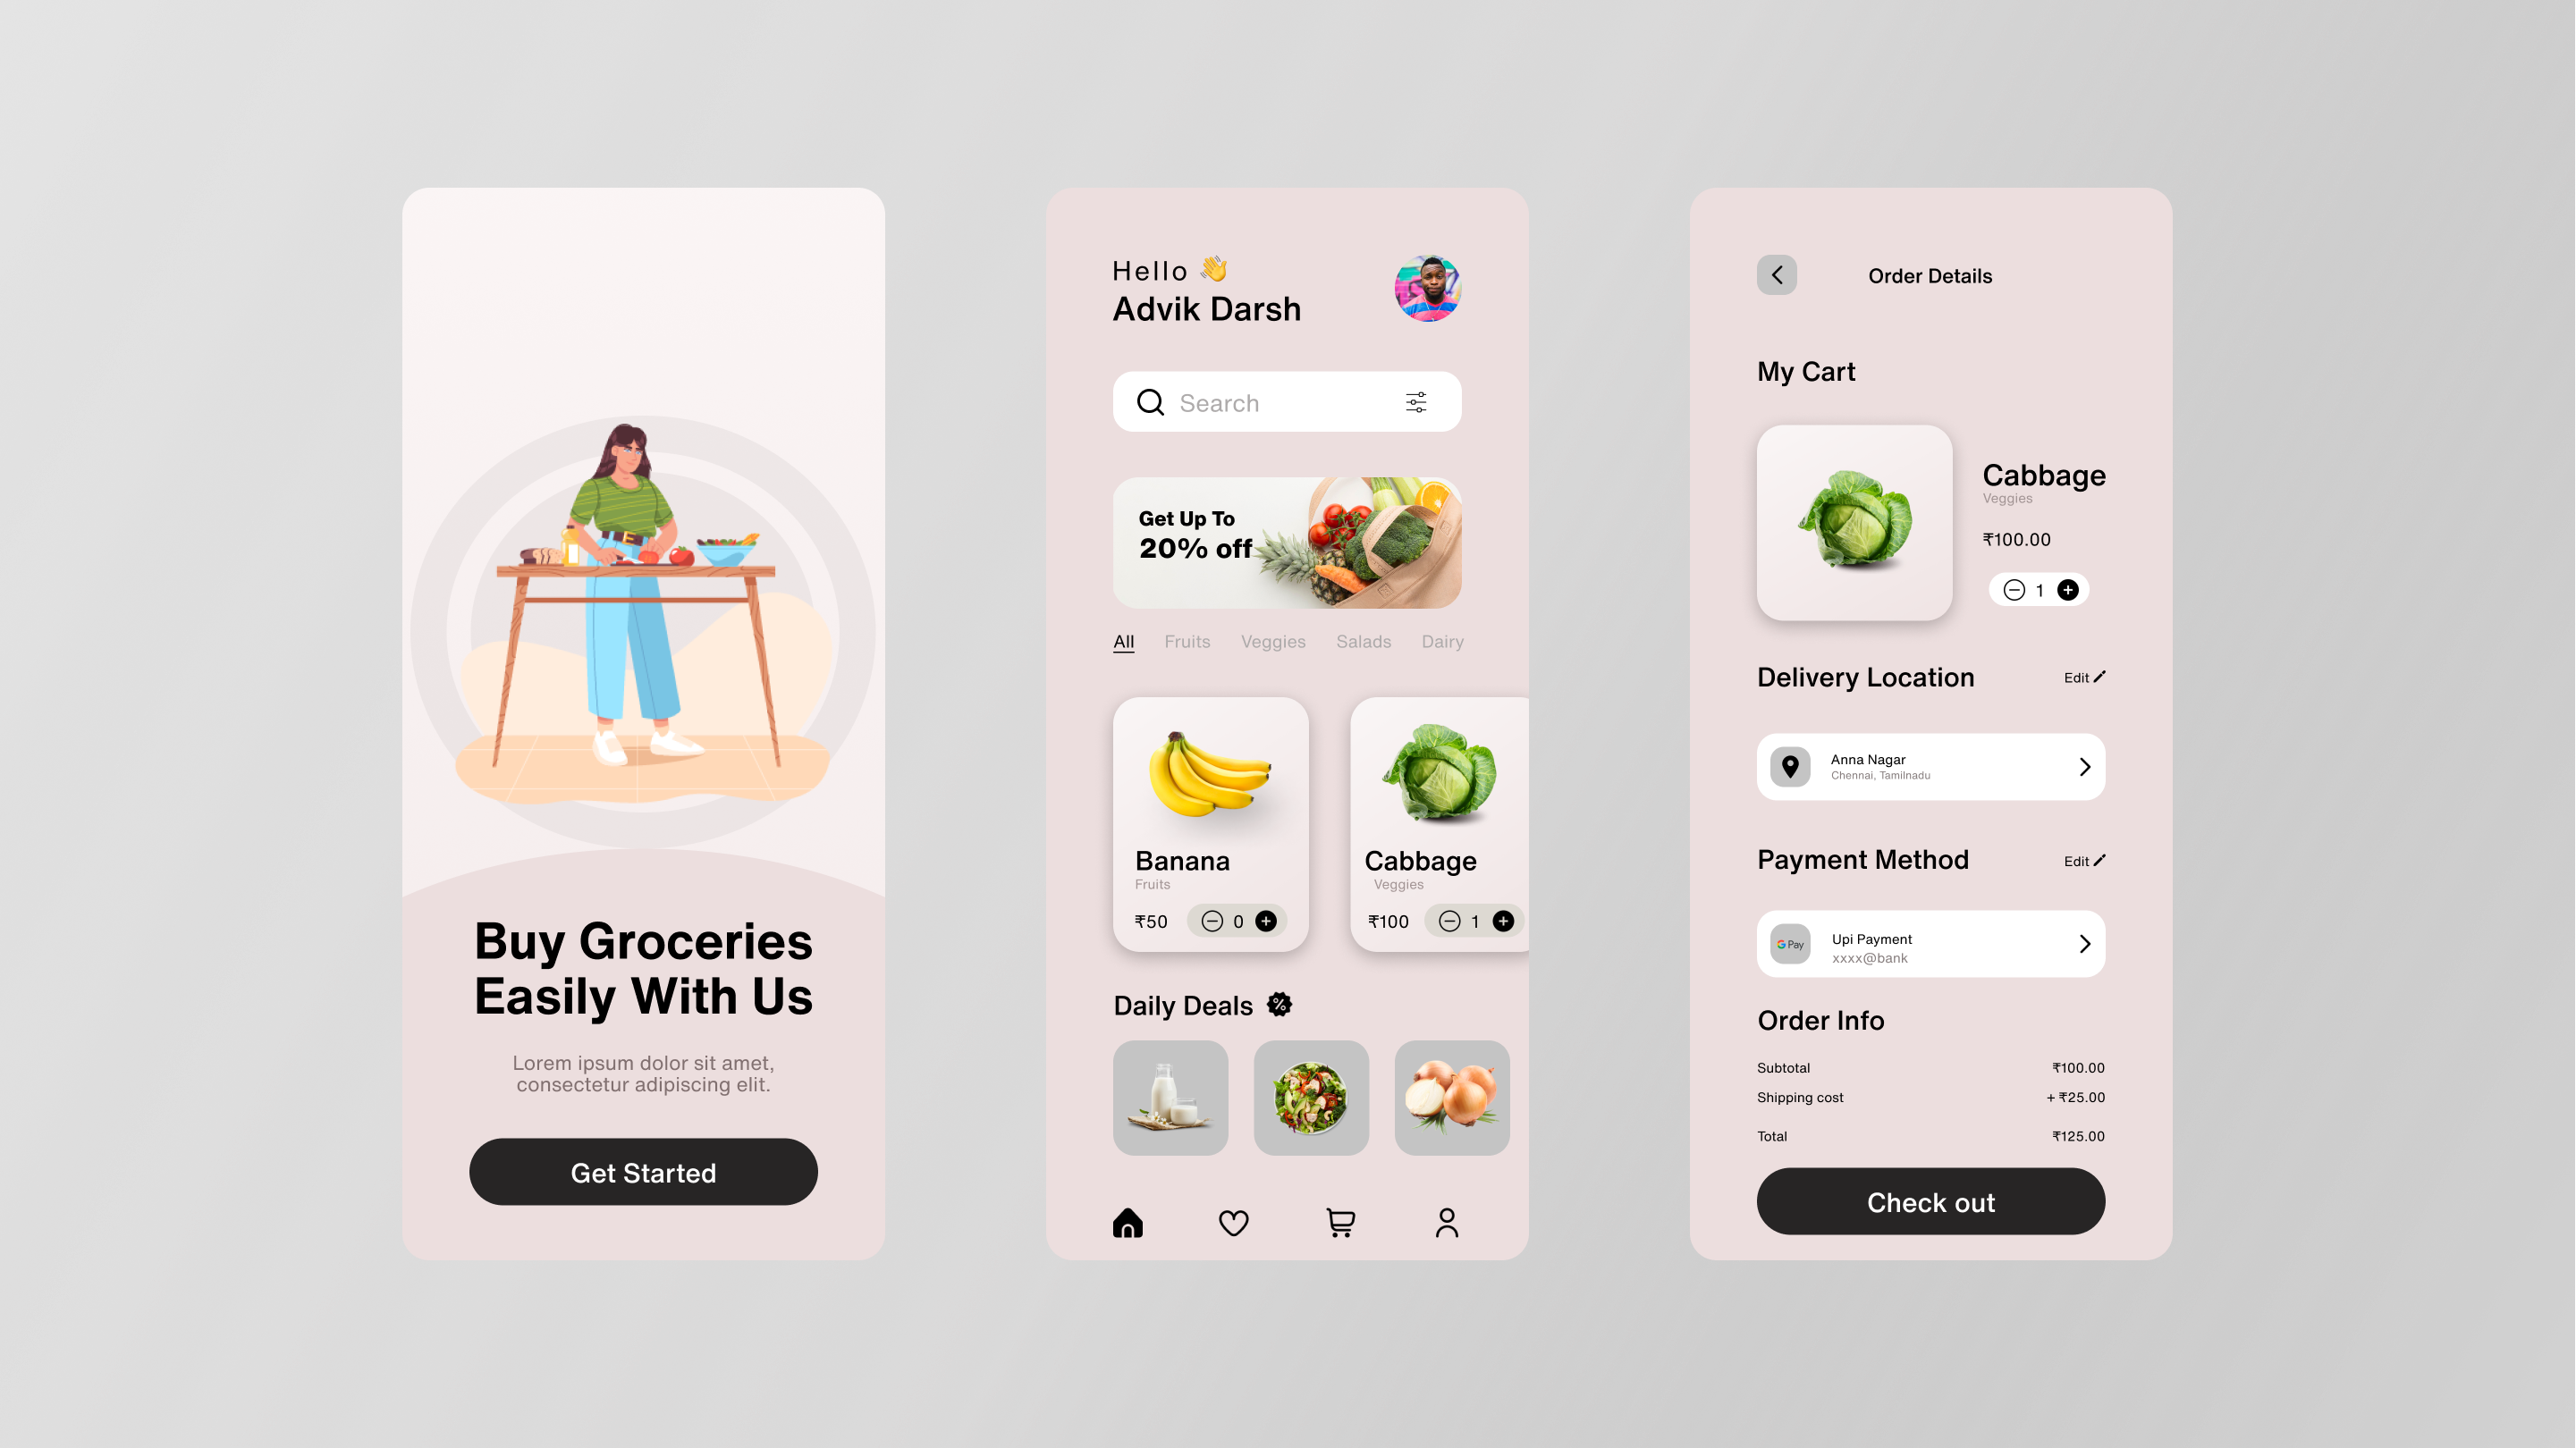 Buy Groceries
Easily With Us
Lorem ipsum dolor sit amet,
consectetur adipiscing elit.
Get Started
Hello 👋
Advik Darsh
Search
Get Up To
20% off
All Fruits Veggies Salads Dairy
Banana
Fruits
₹50 0
Cabbage
Veggies
₹100 1
Daily Deals
Order Details
My Cart
Cabbage
Veggies
₹100.00
1
Delivery Location Edit
Anna Nagar
Chennai, Tamilnadu
Payment Method Edit
G Pay
Upi Payment
xxxx@bank
Order Info
Subtotal ₹100.00
Shipping cost + ₹25.00
Total ₹125.00
Check out